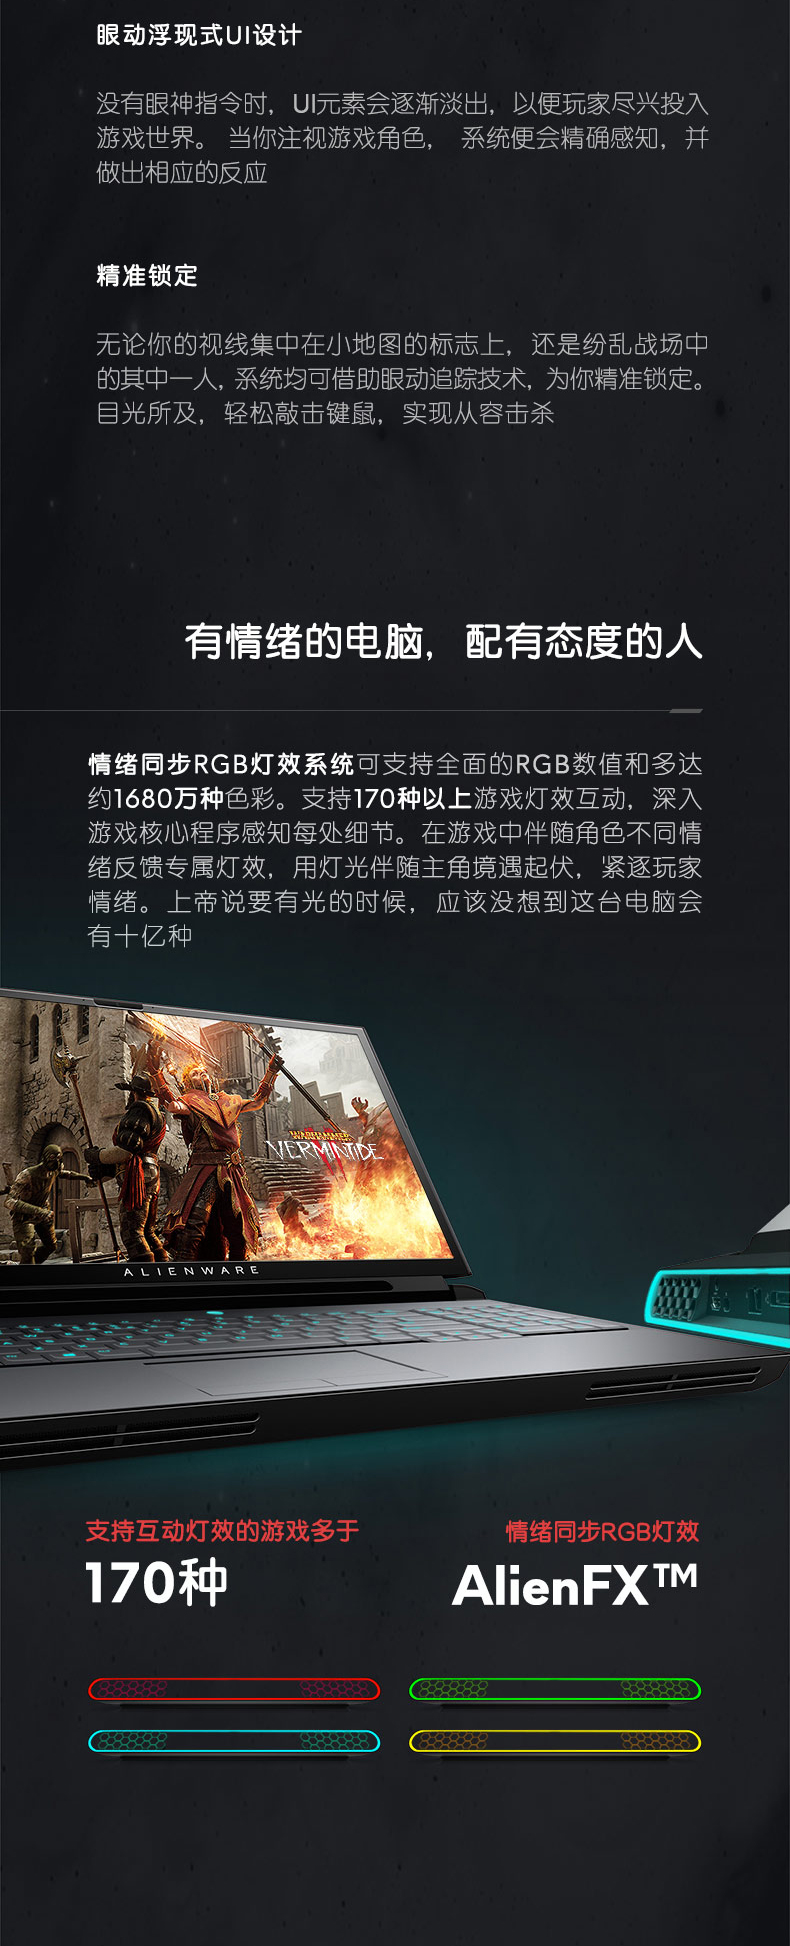 眼动浮现式UI设计
没有眼神指令时，UI元素会逐渐淡出，以便玩家尽兴投入
游戏世界。 当你注视游戏角色， 系统便会精确感知，并
做出相应的反应
精准锁定
无论你的视线集中在小地图的标志上，还是纷乱战场中
的其中一人，系统均可借助眼动追踪技术，为你精准锁定。
目光所及，轻松敲击键鼠，实现从容击杀
有情绪的电脑，配有态度的人
情绪同步RGB灯效系统可支持全面的RGB数值和多达
约1680万种色彩。支持170种以上游戏灯效互动，深入
游戏核心程序感知每处细节。在游戏中伴随角色不同情
绪反馈专属灯效，用灯光伴随主角境遇起伏，紧逐玩家
情绪。上帝说要有光的时候，应该没想到这台电脑会
有十亿种
WARHAMMER
VERMINTIDE
ALIENWARE
支持互动灯效的游戏多于
170种
情绪同步RGB灯效
AlienFX™